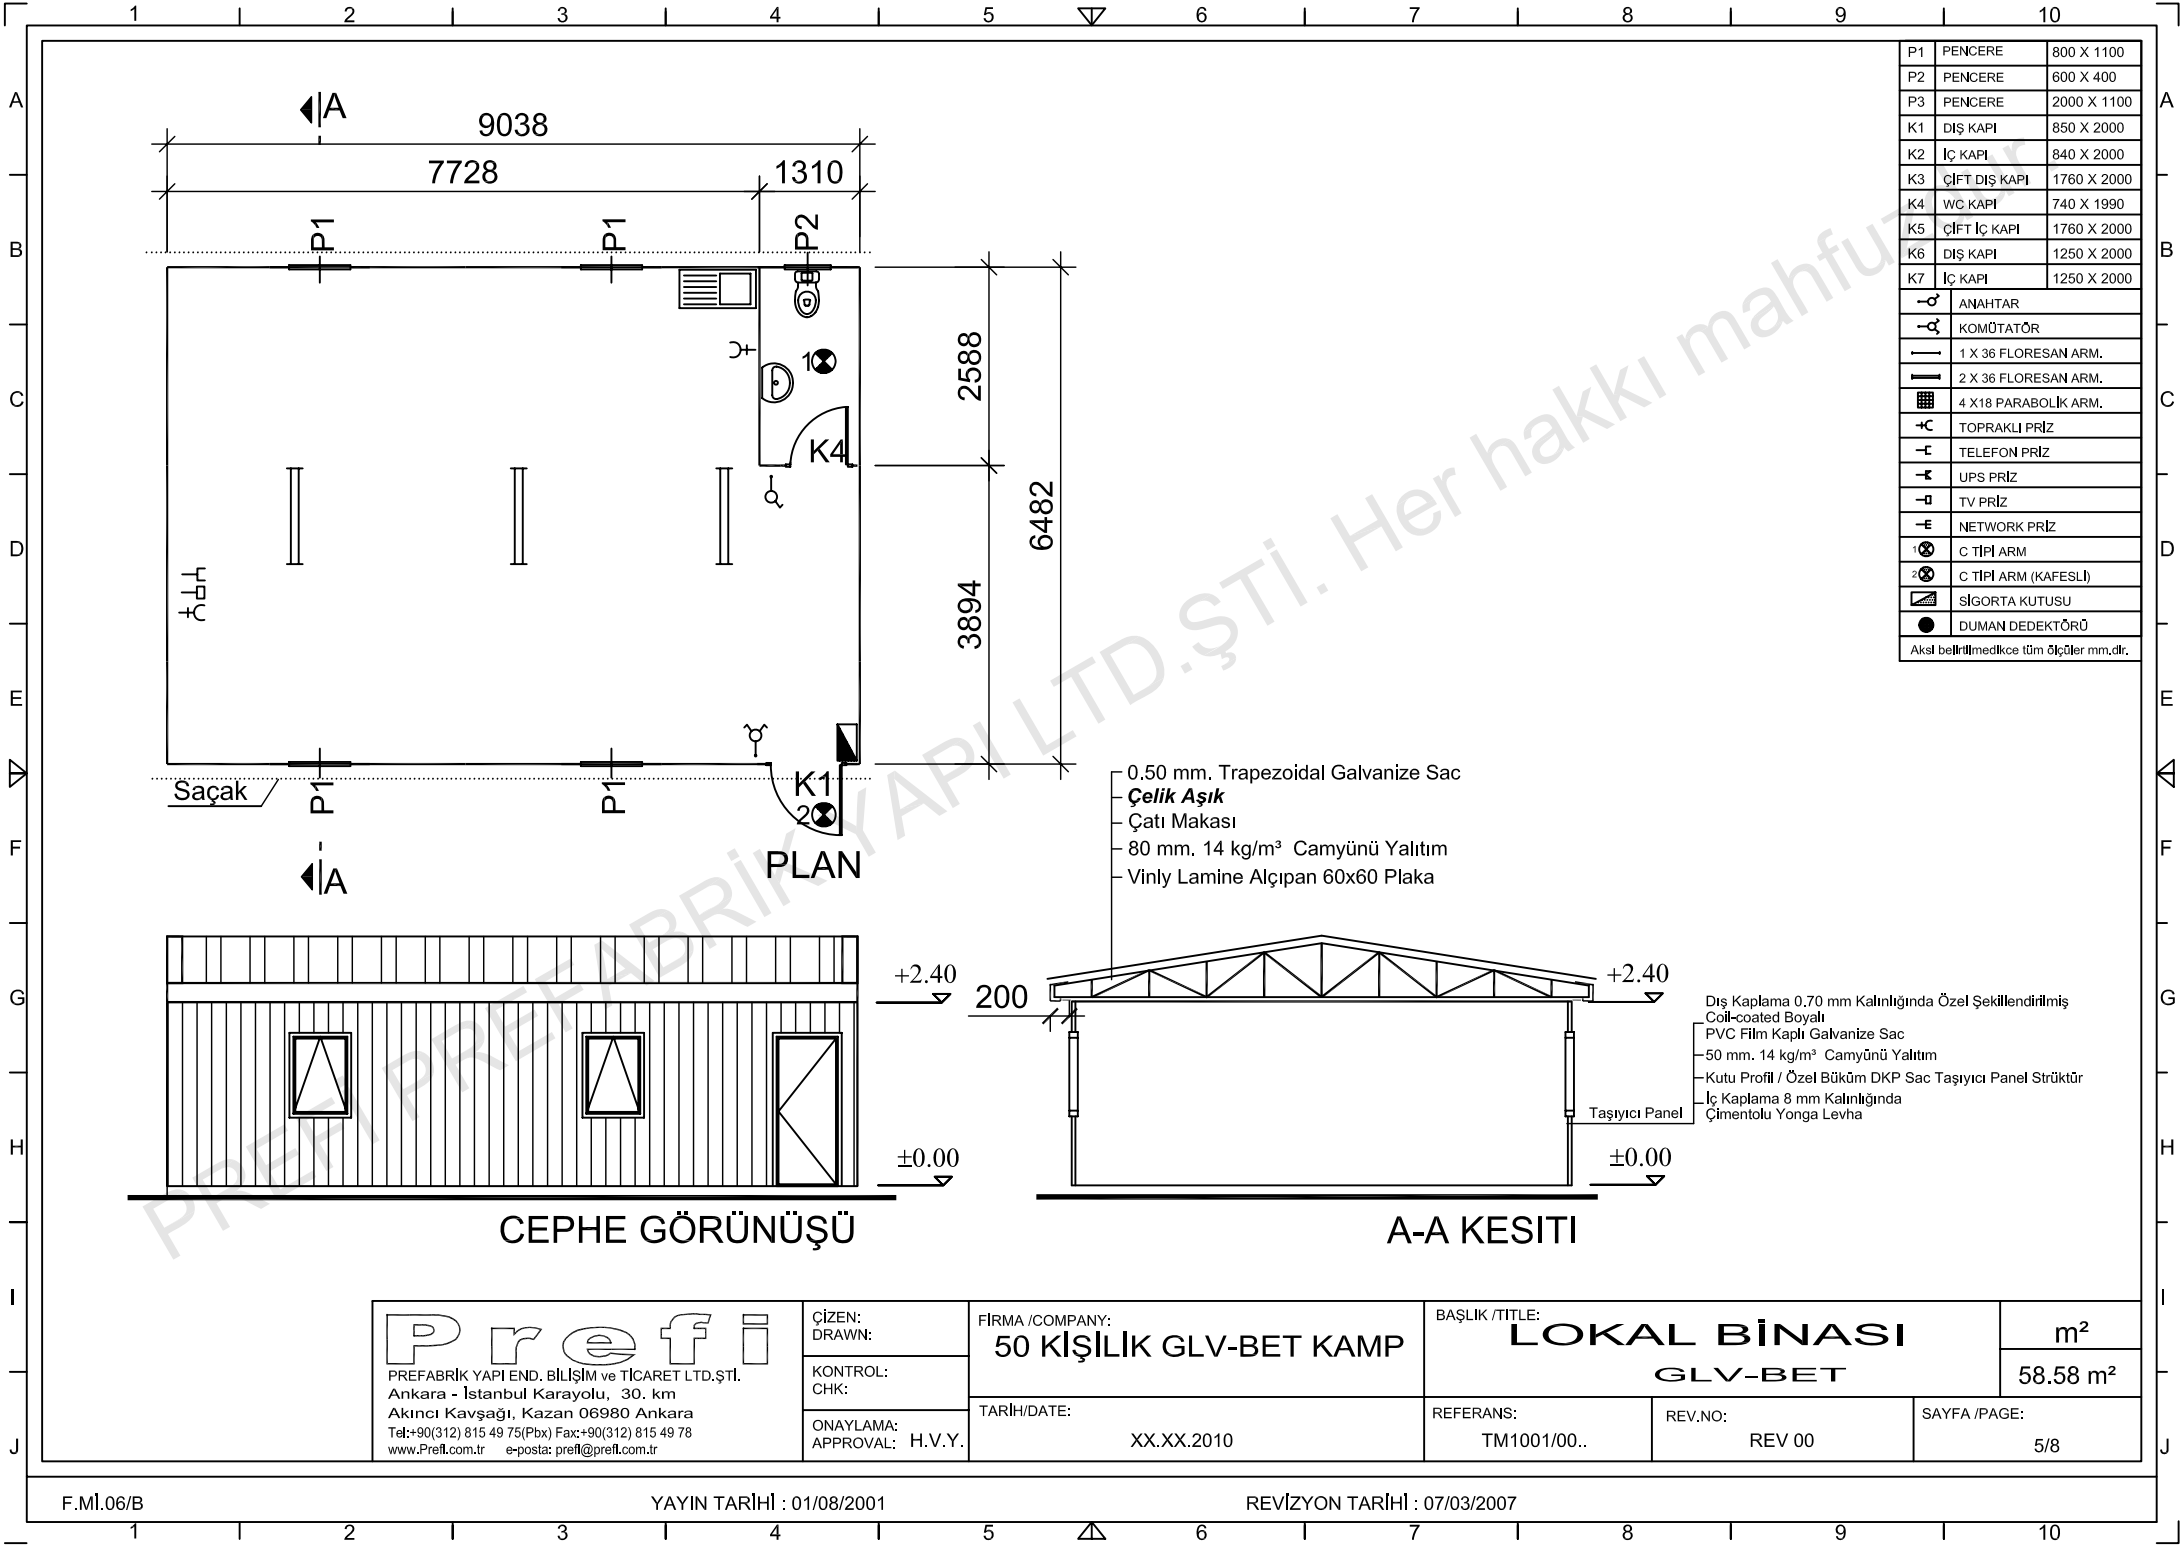 1 2 3 4 5 6 7 8 9 10
A B C D E F G H I J
A B C D E F G H I J
P1 PENCERE 800 X 1100
P2 PENCERE 600 X 400
P3 PENCERE 2000 X 1100
K1 DIŞ KAPI 850 X 2000
K2 İÇ KAPI 840 X 2000
K3 ÇİFT DIŞ KAPI 1760 X 2000
K4 WC KAPI 740 X 1990
K5 ÇİFT İÇ KAPI 1760 X 2000
K6 DIŞ KAPI 1250 X 2000
K7 İÇ KAPI 1250 X 2000
ANAHTAR
KOMÜTATÖR
1 X 36 FLORESAN ARM.
2 X 36 FLORESAN ARM.
4 X18 PARABOLİK ARM.
TOPRAKLI PRİZ
TELEFON PRİZ
UPS PRİZ
TV PRİZ
NETWORK PRİZ
1 C TİPİ ARM
2 C TİPİ ARM (KAFESLİ)
SİGORTA KUTUSU
DUMAN DEDEKTÖRÜ
Aksi belirtilmedikce tüm ölçüler mm.dir.
A
9038
7728 1310
P1 P1 P2
1
2588
K4
6482
3894
Saçak
P1 P1
K1
2
PLAN
A
0.50 mm. Trapezoidal Galvanize Sac
Çelik Aşık
Çatı Makası
80 mm. 14 kg/m³ Camyünü Yalıtım
Vinly Lamine Alçıpan 60x60 Plaka
+2.40
±0.00
CEPHE GÖRÜNÜŞÜ
200
+2.40
±0.00
Dış Kaplama 0.70 mm Kalınlığında Özel Şekillendirilmiş
Coil-coated Boyalı
PVC Film Kaplı Galvanize Sac
50 mm. 14 kg/m³ Camyünü Yalıtım
Kutu Profil / Özel Büküm DKP Sac Taşıyıcı Panel Strüktür
İç Kaplama 8 mm Kalınlığında
Çimentolu Yonga Levha
Taşıyıcı Panel
A-A KESITI
PREFI PREFABRİK YAPI LTD.ŞTİ. Her hakkı mahfuzdur.
Prefi
PREFABRİK YAPI END. BİLİŞİM ve TİCARET LTD.ŞTİ.
Ankara - İstanbul Karayolu, 30. km
Akıncı Kavşağı, Kazan 06980 Ankara
Tel:+90(312) 815 49 75(Pbx) Fax:+90(312) 815 49 78
www.Prefi.com.tr e-posta: prefi@prefi.com.tr
ÇİZEN:
DRAWN:
KONTROL:
CHK:
ONAYLAMA:
APPROVAL: H.V.Y.
FİRMA /COMPANY:
50 KİŞİLİK GLV-BET KAMP
TARİH/DATE:
XX.XX.2010
BAŞLIK /TITLE:
LOKAL BİNASI
GLV-BET
m²
58.58 m²
REFERANS:
TM1001/00..
REV.NO:
REV 00
SAYFA /PAGE:
5/8
F.Mİ.06/B YAYIN TARİHİ : 01/08/2001 REVİZYON TARİHİ : 07/03/2007
1 2 3 4 5 6 7 8 9 10